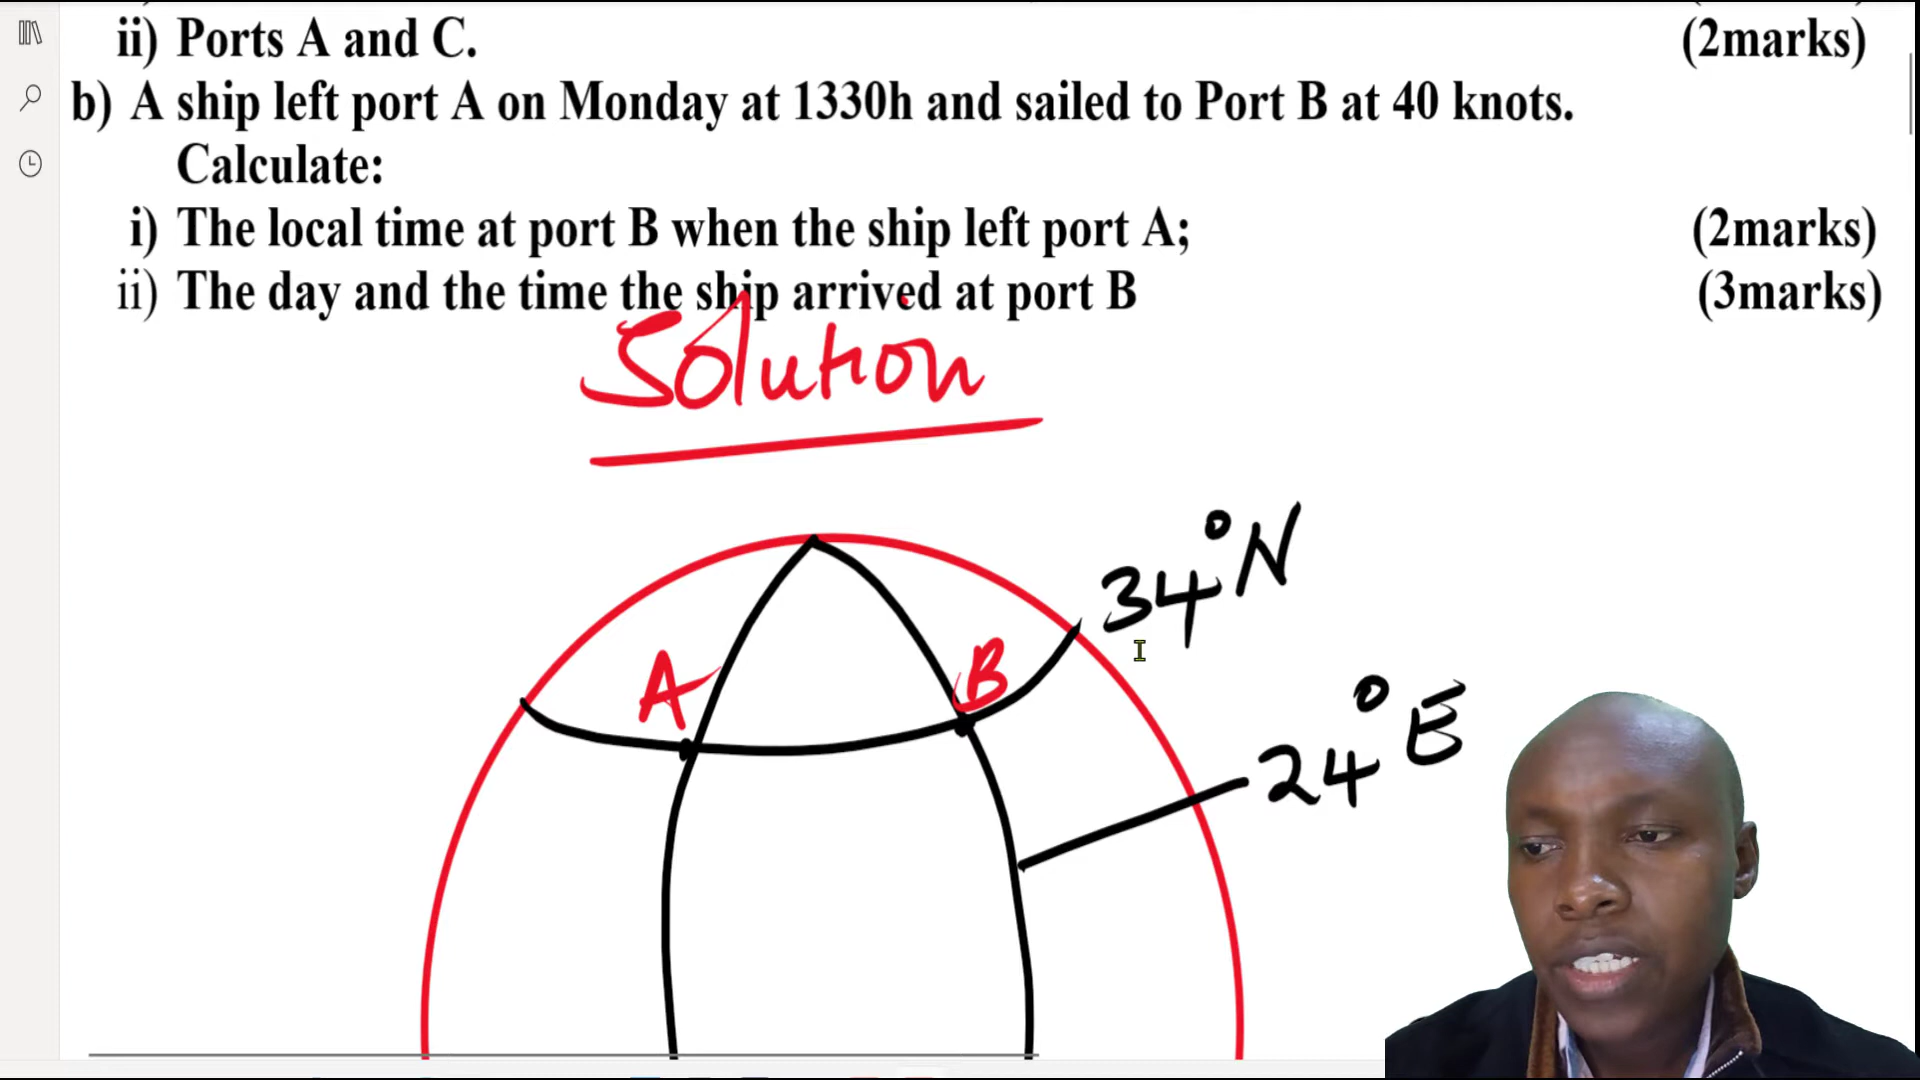 ii) Ports A and C. (2marks)
b) A ship left port A on Monday at 1330h and sailed to Port B at 40 knots.
Calculate:
i) The local time at port B when the ship left port A; (2marks)
ii) The day and the time the ship arrived at port B (3marks)
Solution
34°N
A B
24°E